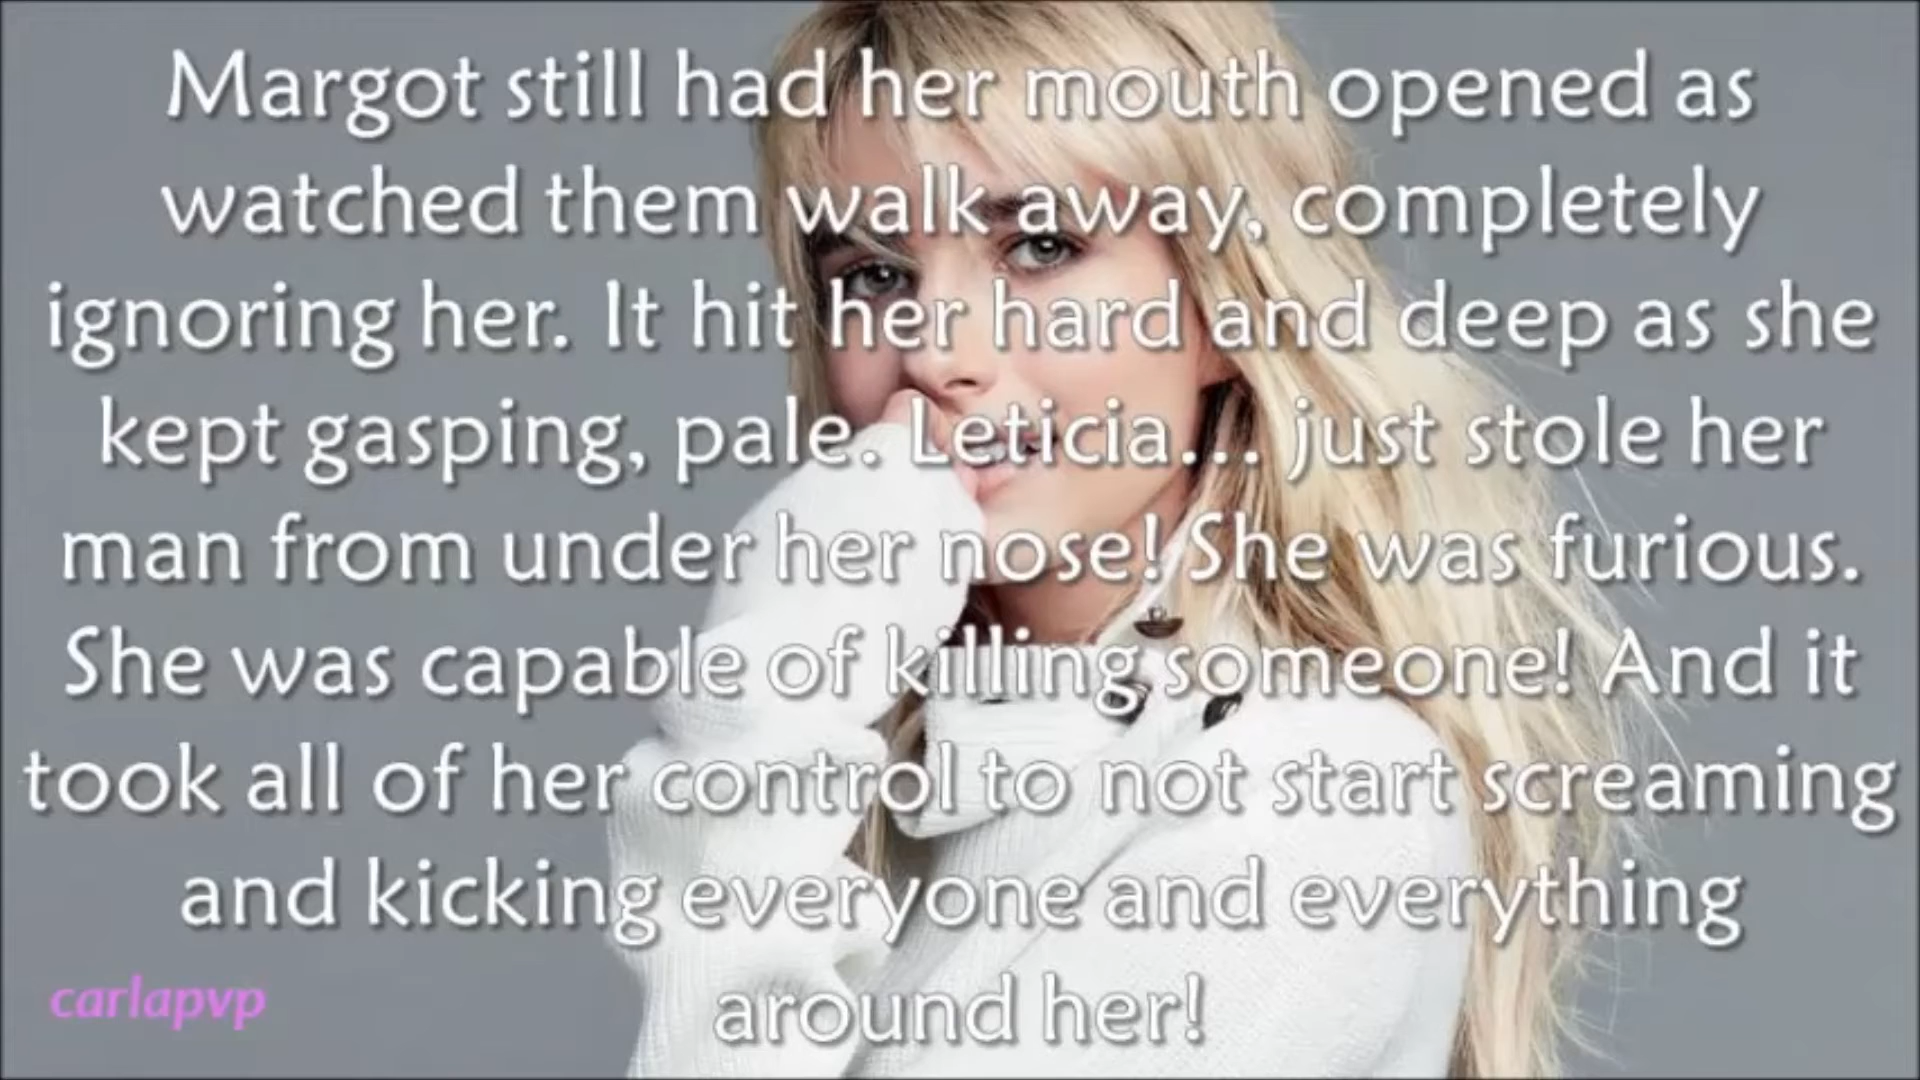 Margot still had her mouth opened as
watched them walk away, completely
ignoring her. It hit her hard and deep as she
kept gasping, pale. Leticia... just stole her
man from under her nose! She was furious.
She was capable of killing someone! And it
took all of her control to not start screaming
and kicking everyone and everything
around her!
carlapvp